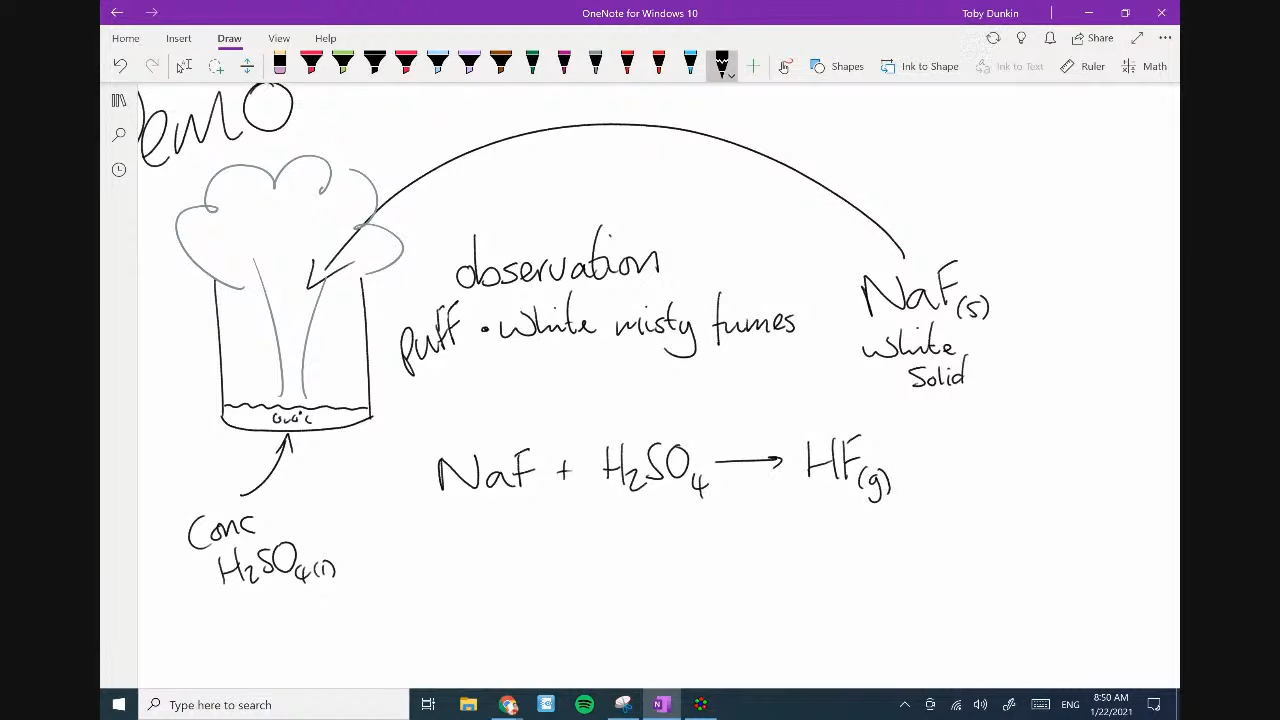 OneNote for Windows 10
Toby Dunkin
Home Insert Draw View Help
Share
Shapes
Ink to Shape
Ink to Text
Ruler
Math
emo
observation
puff • white misty fumes
NaF(s)
white
solid
NaF + H2SO4 → HF(g)
Conc
H2SO4(l)
Type here to search
ENG
8:50 AM
1/22/2021